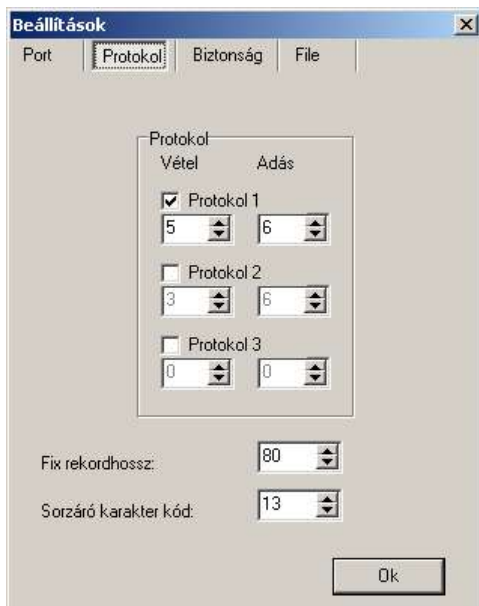 Beállítások
Port Protokol Biztonság File
Protokol
Vétel Adás
Protokol 1
5 6
Protokol 2
3 6
Protokol 3
0 0
Fix rekordhossz: 80
Sorzáró karakter kód: 13
Ok